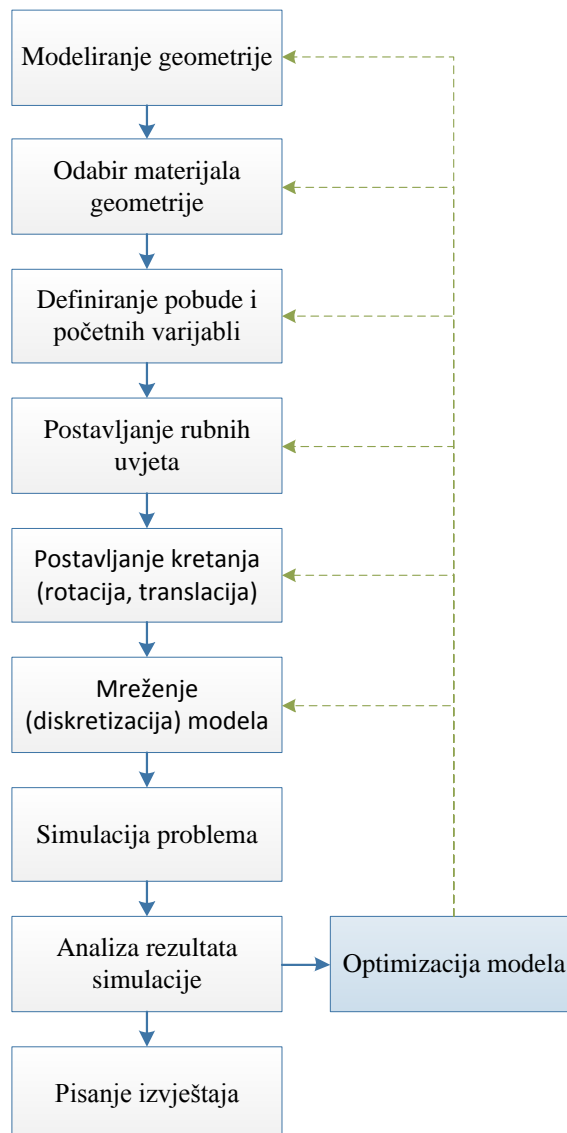 Modeliranje geometrije
Odabir materijala
geometrije
Definiranje pobude i
početnih varijabli
Postavljanje rubnih
uvjeta
Postavljanje kretanja
(rotacija, translacija)
Mreženje
(diskretizacija) modela
Simulacija problema
Analiza rezultata
simulacije
Optimizacija modela
Pisanje izvještaja